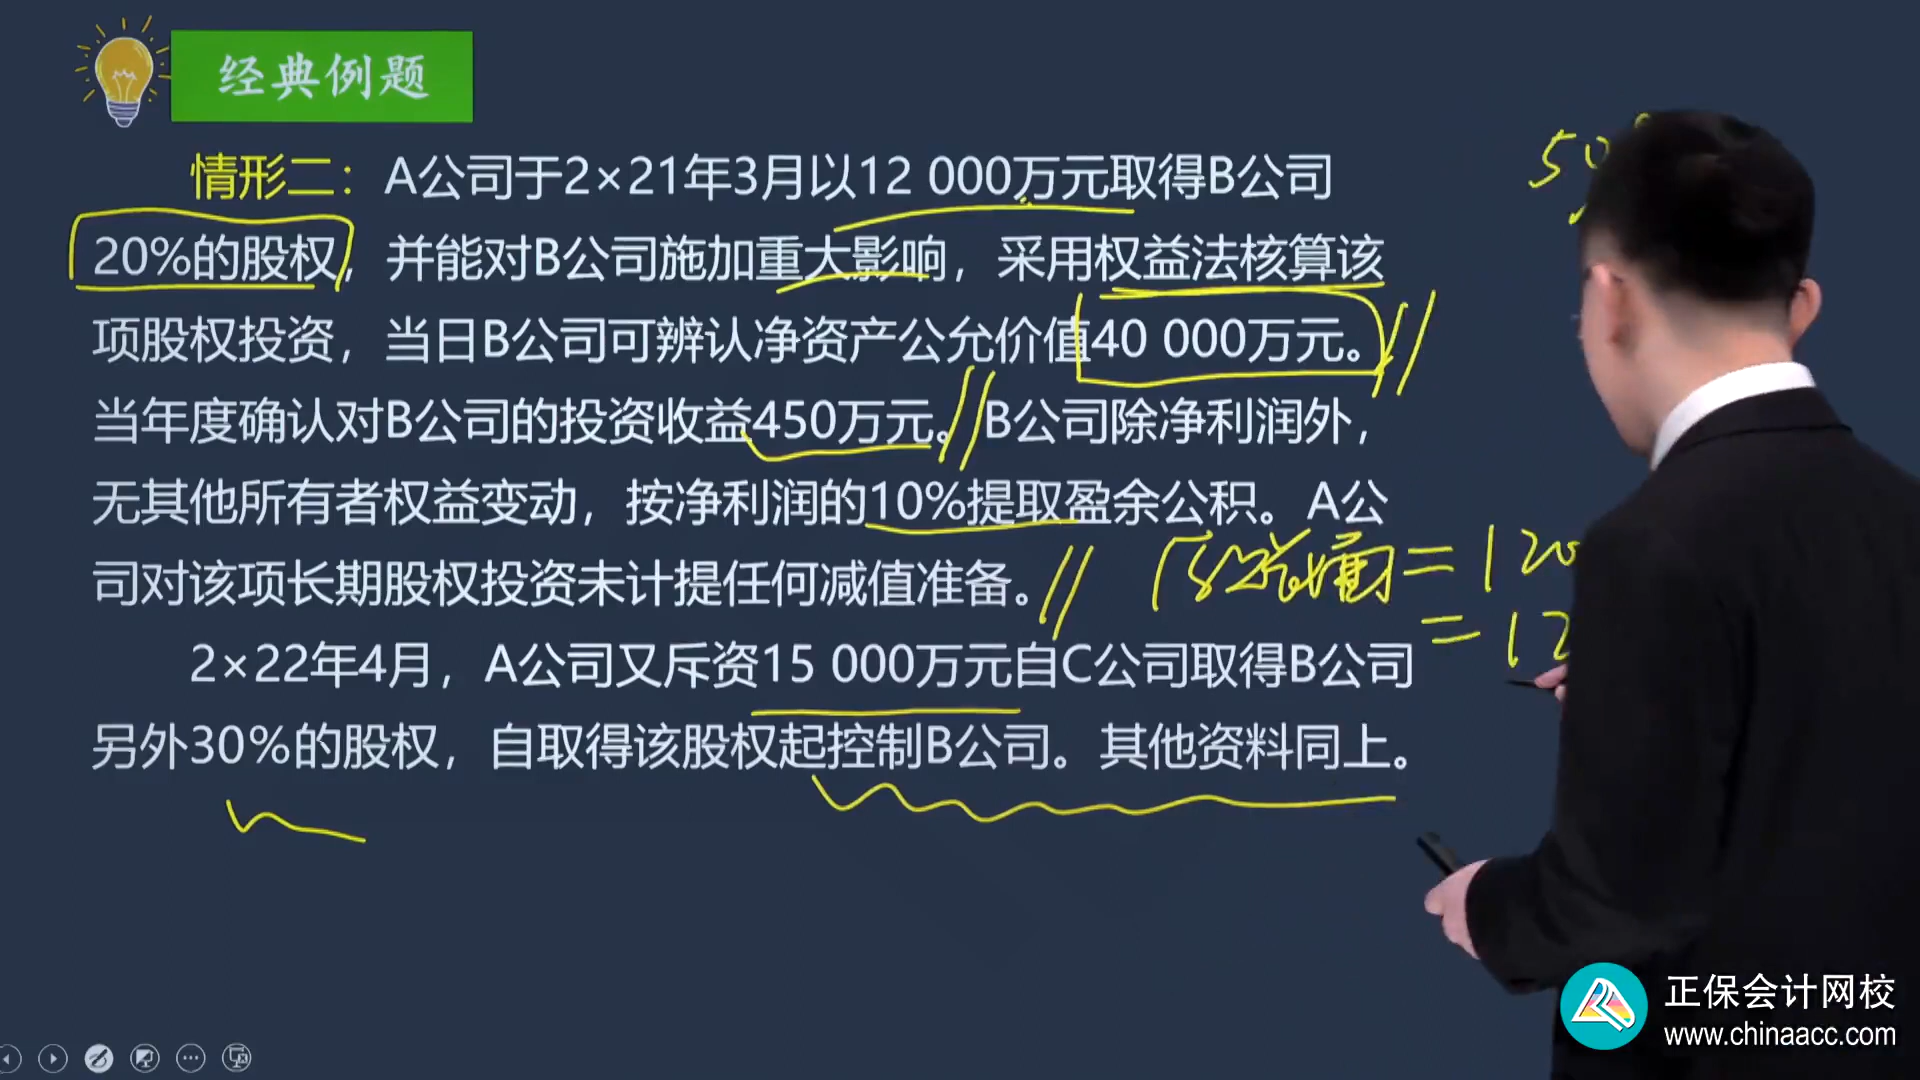 经典例题
情形二：A公司于2×21年3月以12 000万元取得B公司
20%的股权，并能对B公司施加重大影响，采用权益法核算该
项股权投资，当日B公司可辨认净资产公允价值40 000万元。
当年度确认对B公司的投资收益450万元。B公司除净利润外，
无其他所有者权益变动，按净利润的10%提取盈余公积。A公
司对该项长期股权投资未计提任何减值准备。
2×22年4月，A公司又斥资15 000万元自C公司取得B公司
另外30%的股权，自取得该股权起控制B公司。其他资料同上。
正保会计网校
www.chinaacc.com